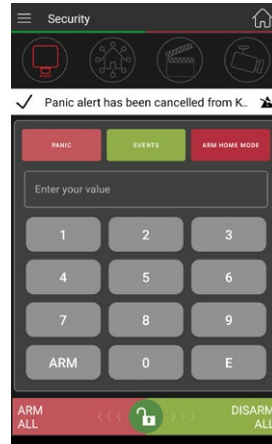 Security
Panic alert has been cancelled from K..
PANIC
EVENTS
ARM HOME MODE
Enter your value
1 2 3
4 5 6
7 8 9
ARM 0 E
ARM ALL
DISARM ALL